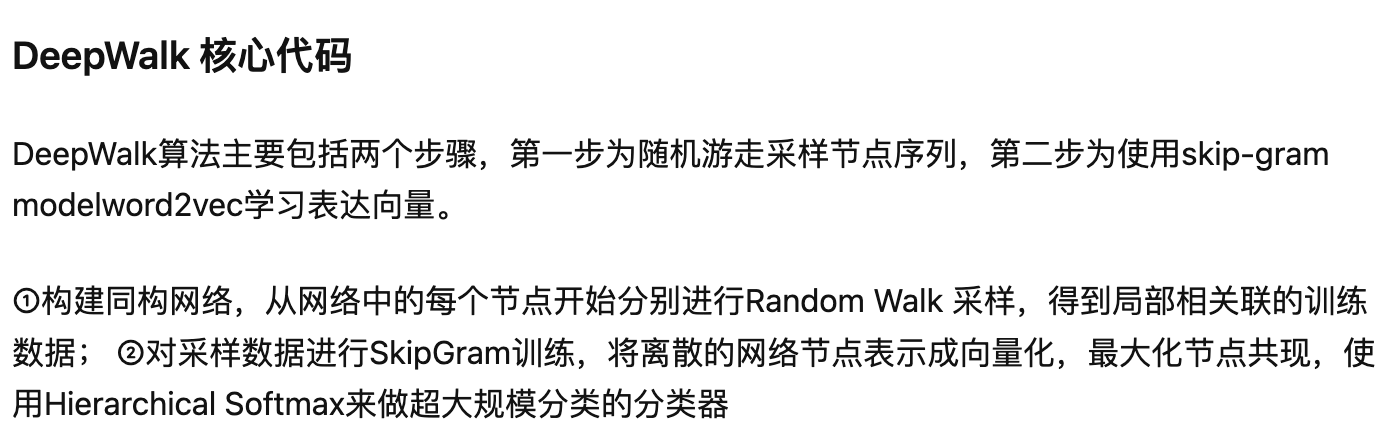 DeepWalk 核心代码
DeepWalk算法主要包括两个步骤，第一步为随机游走采样节点序列，第二步为使用skip-gram
modelword2vec学习表达向量。
①构建同构网络，从网络中的每个节点开始分别进行Random Walk 采样，得到局部相关联的训练
数据； ②对采样数据进行SkipGram训练，将离散的网络节点表示成向量化，最大化节点共现，使
用Hierarchical Softmax来做超大规模分类的分类器